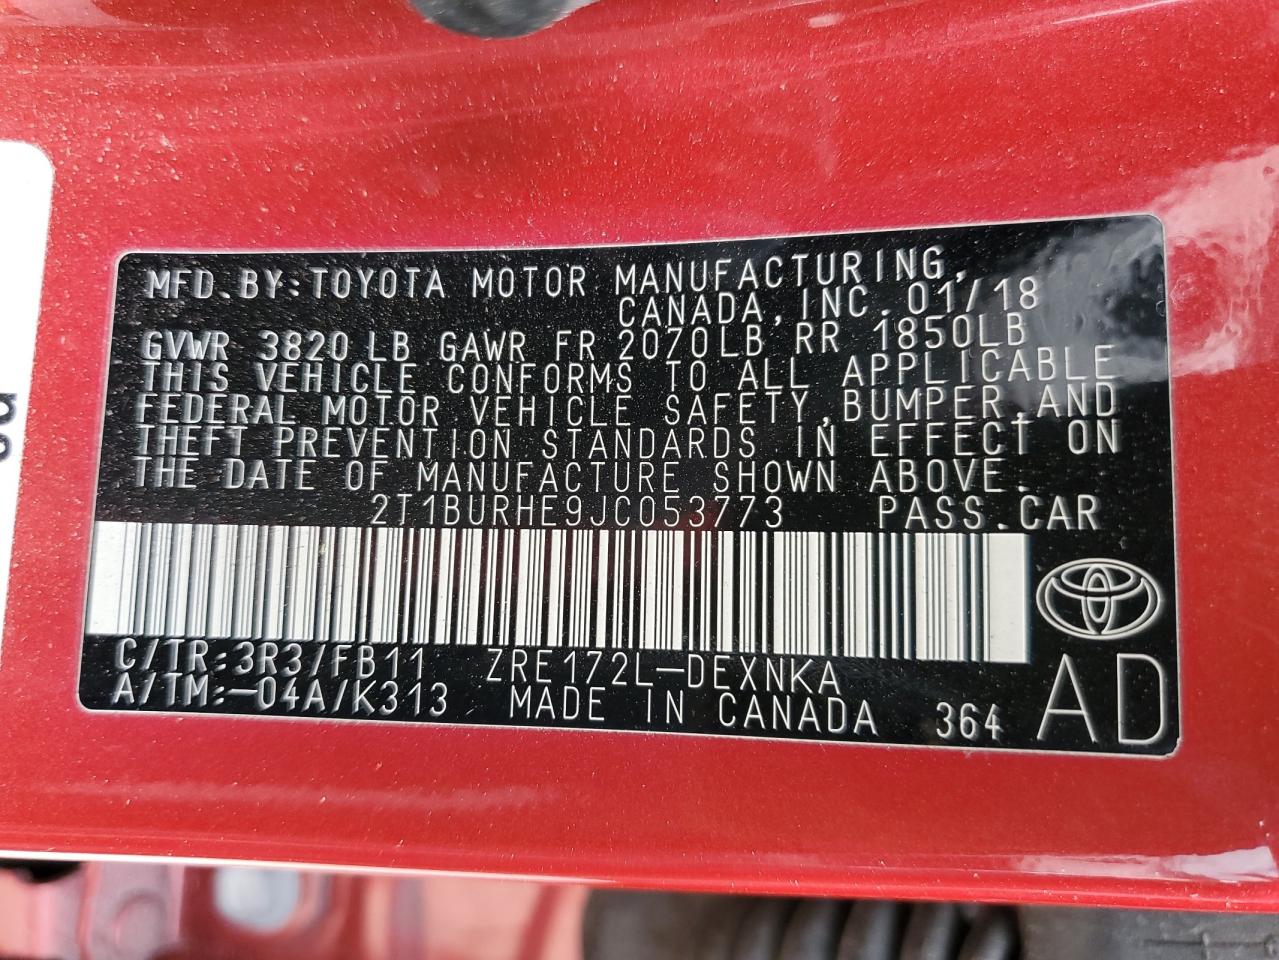 MFD.BY:TOYOTA MOTOR MANUFACTURING,
CANADA,INC.01/18
GVWR 3820LB GAWR FR 2070LB RR 1850LB
THIS VEHICLE CONFORMS TO ALL APPLICABLE
FEDERAL MOTOR VEHICLE SAFETY,BUMPER,AND
THEFT PREVENTION STANDARDS IN EFFECT ON
THE DATE OF MANUFACTURE SHOWN ABOVE.
2T1BURHE9JC053773 PASS.CAR
C/TR:3R3/FB11 ZRE172L-DEXNKA
A/TM:-04A/K313 MADE IN CANADA 364 AD